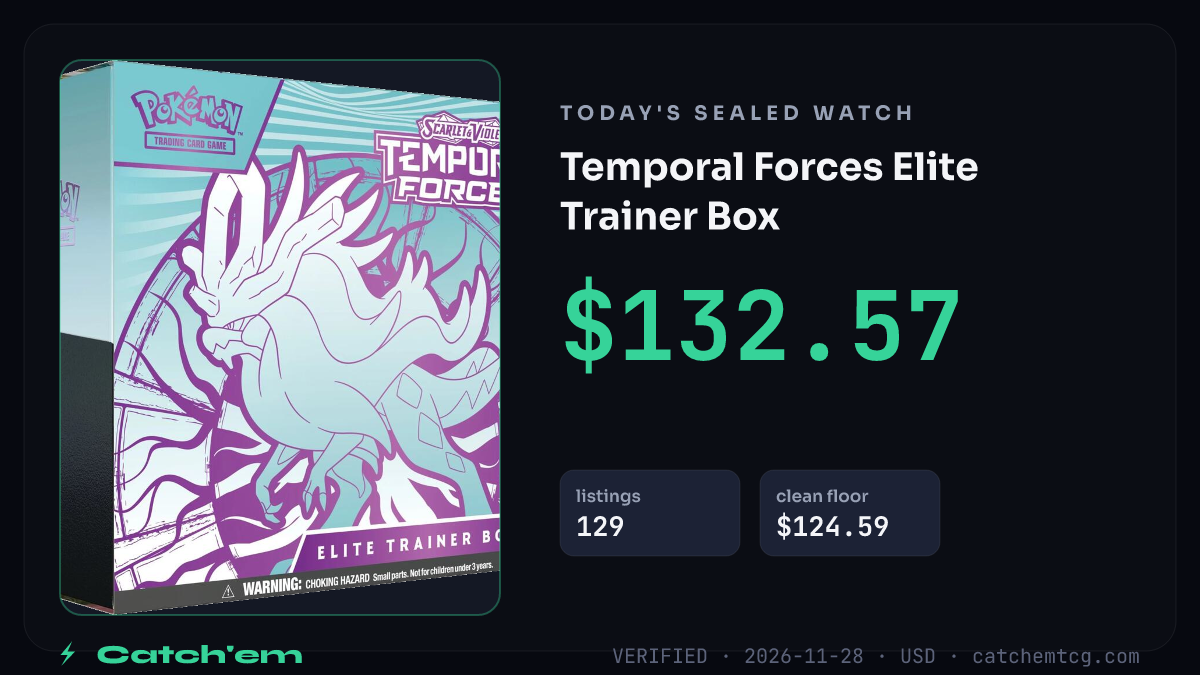 POKéMON
TRADING CARD GAME
SCARLET & VIOLE
TEMPOR
FORCE
ELITE TRAINER BO
WARNING: CHOKING HAZARD Small parts. Not for children under 3 years.
TODAY'S SEALED WATCH
Temporal Forces Elite
Trainer Box
$132.57
listings
129
clean floor
$124.59
Catch'em
VERIFIED · 2026-11-28 · USD · catchemtcg.com